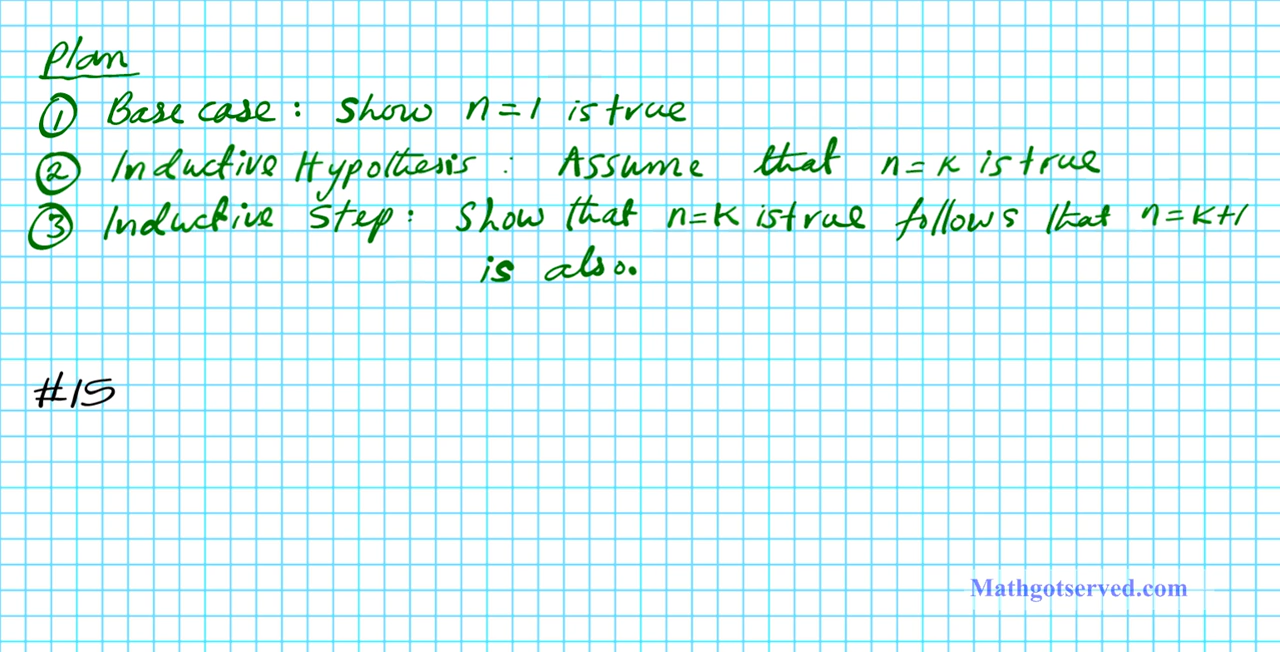 Plan
① Base case: Show n=1 is true
② Inductive Hypothesis: Assume that n=k is true
③ Inductive Step: Show that n=k is true follows that n=k+1
is also.
#15
Mathgotserved.com